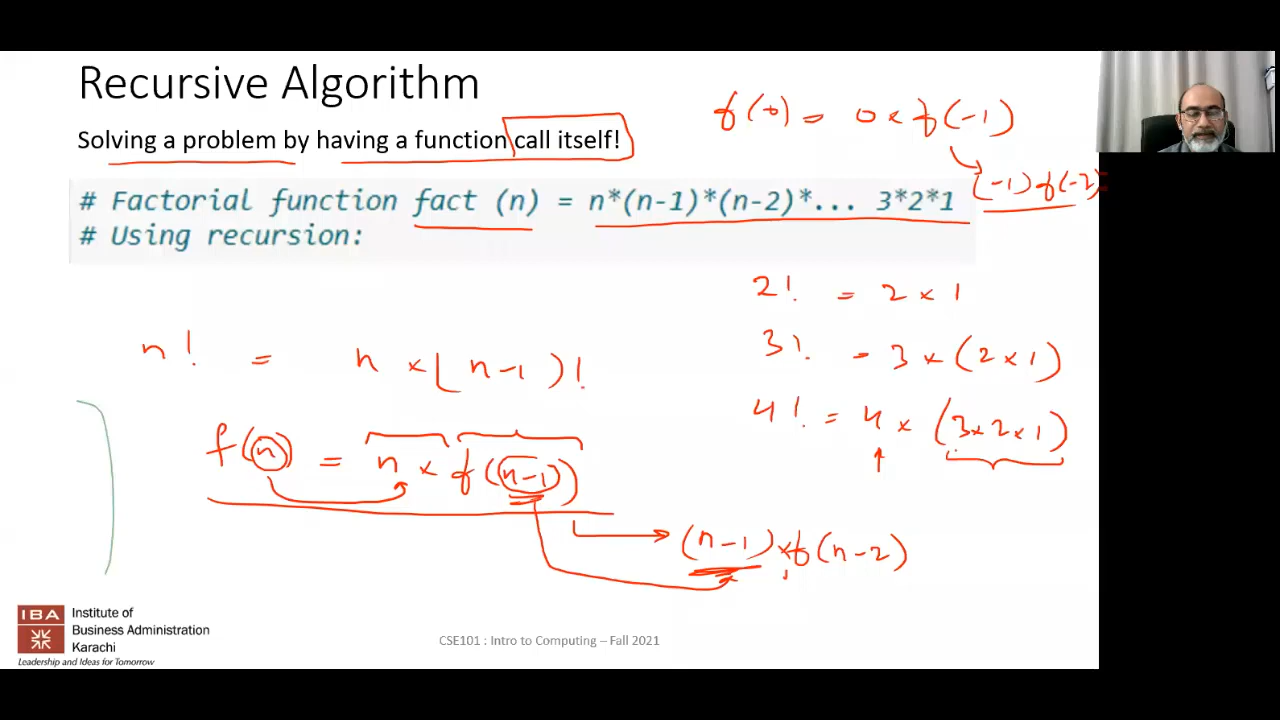 Recursive Algorithm
Solving a problem by having a function call itself!
f(0) = 0 × f(-1)
(-1) f(-2)
# Factorial function fact (n) = n*(n-1)*(n-2)*... 3*2*1
# Using recursion:
2! = 2 × 1
3! = 3 × (2 × 1)
4! = 4 × (3 × 2 × 1)
n! = n × (n-1)!
f(n) = n × f(n-1)
(n-1) × f(n-2)
IBA
Institute of
Business Administration
Karachi
Leadership and Ideas for Tomorrow
CSE101 : Intro to Computing – Fall 2021